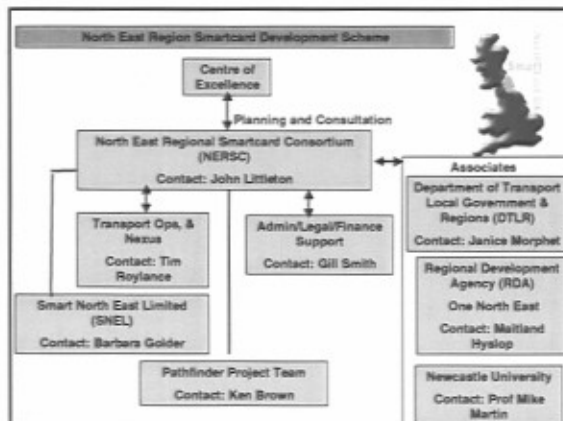 North East Region Smartcard Development Scheme
Centre of
Excellence
Planning and Consultation
North East Regional Smartcard Consortium
(NERSC)
Contact: John Littleton
Transport Ops, &
Nexus
Contact: Tim
Roylance
Admin/Legal/Finance
Support
Contact: Gill Smith
Smart North East Limited
(SNEL)
Contact: Barbara Golder
Pathfinder Project Team
Contact: Ken Brown
Associates
Department of Transport
Local Government &
Regions (DTLR)
Contact: Janice Morphet
Regional Development
Agency (RDA)
One North East
Contact: Maitland
Hyslop
Newcastle University
Contact: Prof Mike
Martin